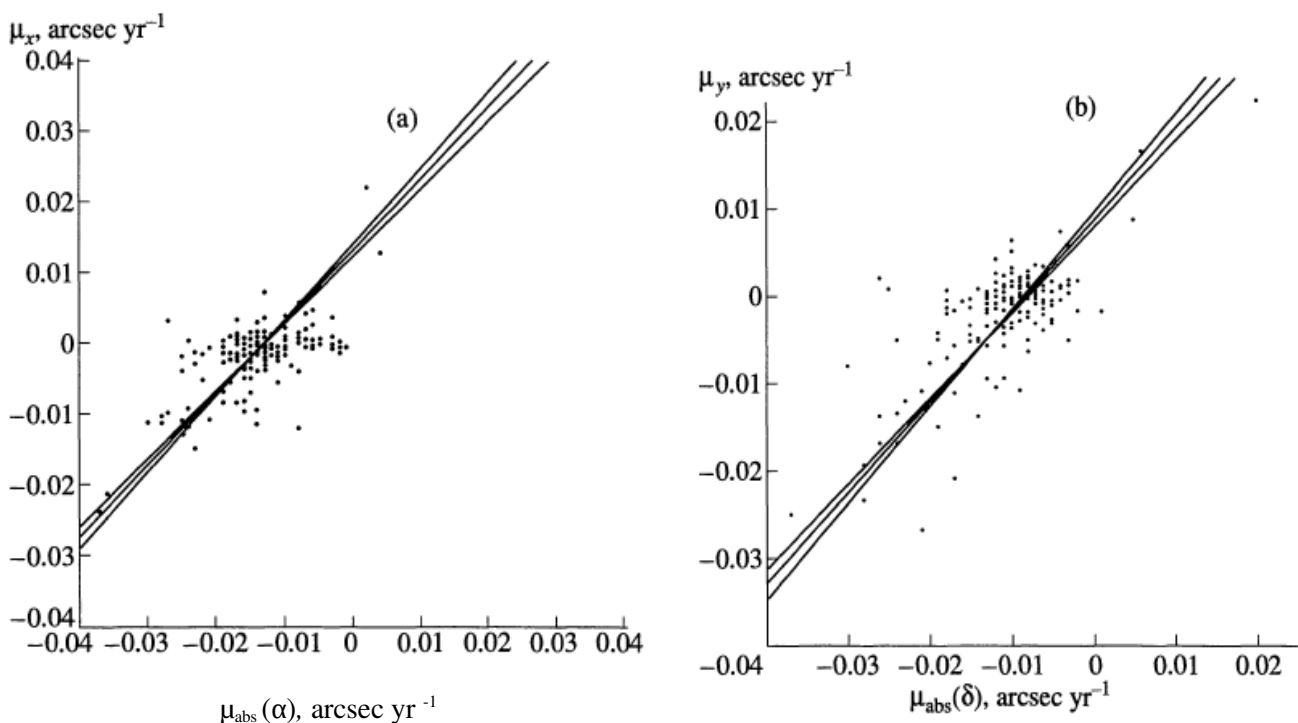 μx, arcsec yr–1
0.04
0.03
0.02
0.01
0
–0.01
–0.02
–0.03
–0.04
(a)
–0.04 –0.03 –0.02 –0.01 0 0.01 0.02 0.03 0.04
μabs (α), arcsec yr -1
μy, arcsec yr–1
0.02
0.01
0
–0.01
–0.02
–0.03
–0.04
(b)
–0.03 –0.02 –0.01 0 0.01 0.02
μabs(δ), arcsec yr–1